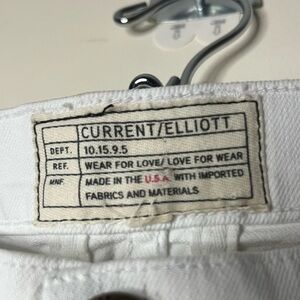 CURRENT/ELLIOTT
DEPT. 10.15.9.5
REF. WEAR FOR LOVE/ LOVE FOR WEAR
MNF. MADE IN THE U.S.A. WITH IMPORTED
FABRICS AND MATERIALS